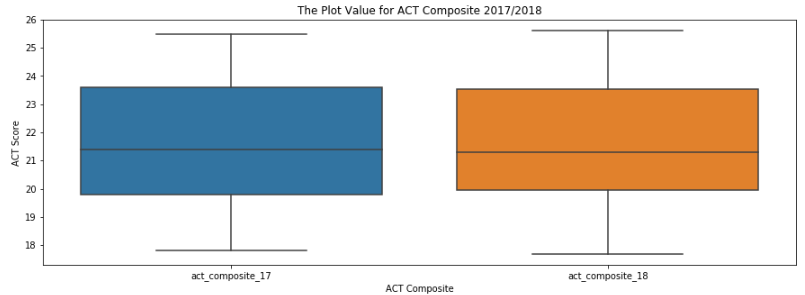 The Plot Value for ACT Composite 2017/2018
26
25
24
23
22
21
20
19
18
ACT Score
act_composite_17
act_composite_18
ACT Composite